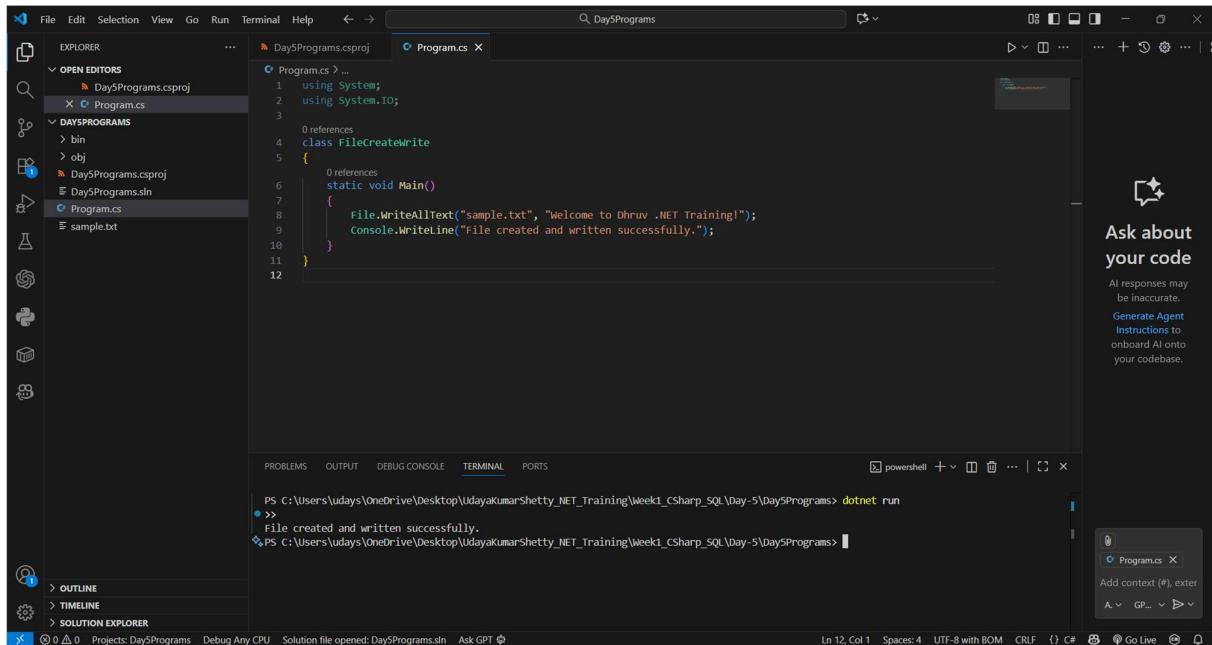 File Edit Selection View Go Run Terminal Help
Day5Programs
EXPLORER
OPEN EDITORS
Day5Programs.csproj
Program.cs
DAY5PROGRAMS
bin
obj
Day5Programs.csproj
Day5Programs.sln
Program.cs
sample.txt
OUTLINE
TIMELINE
SOLUTION EXPLORER
Day5Programs.csproj Program.cs
Program.cs > ...
1 using System;
2 using System.IO;
3
0 references
4 class FileCreateWrite
5 {
0 references
6 static void Main()
7 {
8 File.WriteAllText("sample.txt", "Welcome to Dhruv .NET Training!");
9 Console.WriteLine("File created and written successfully.");
10 }
11 }
12
PROBLEMS OUTPUT DEBUG CONSOLE TERMINAL PORTS
powershell
PS C:\Users\udays\OneDrive\Desktop\UdayaKumarShetty_NET_Training\Week1_CSharp_SQL\Day-5\Day5Programs> dotnet run
>>
File created and written successfully.
PS C:\Users\udays\OneDrive\Desktop\UdayaKumarShetty_NET_Training\Week1_CSharp_SQL\Day-5\Day5Programs>
Ask about
your code
AI responses may
be inaccurate.
Generate Agent
Instructions to
onboard AI onto
your codebase.
Program.cs
Add context (#), exter
A. GP...
0 0 Projects: Day5Programs Debug Any CPU Solution file opened: Day5Programs.sln Ask GPT Ln 12, Col 1 Spaces: 4 UTF-8 with BOM CRLF {} C# Go Live